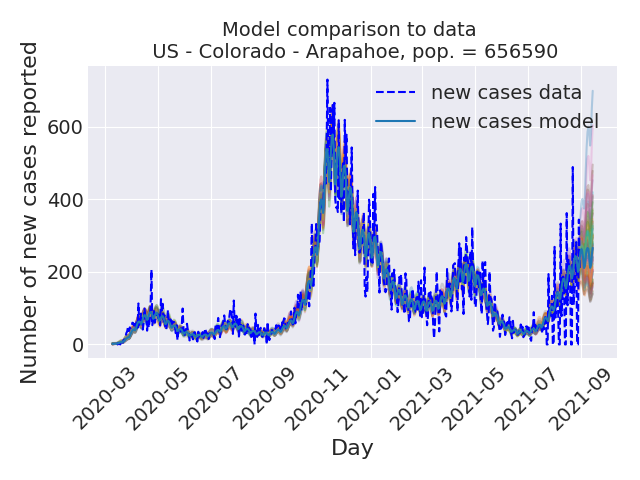 Model comparison to data
US - Colorado - Arapahoe, pop. = 656590
new cases data
new cases model
Number of new cases reported
600
400
200
0
2020-03
2020-05
2020-07
2020-09
2020-11
2021-01
2021-03
2021-05
2021-07
2021-09
Day